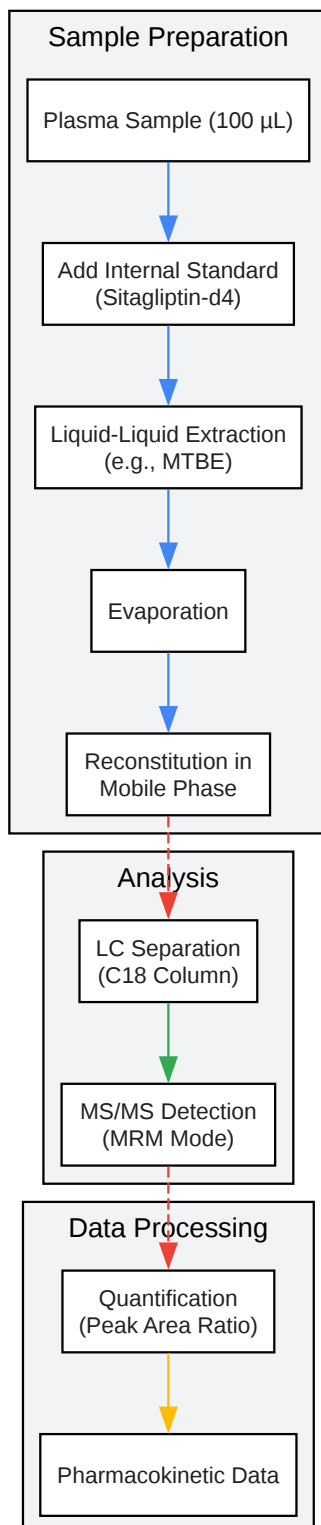 Sample Preparation
Plasma Sample (100 µL)
Add Internal Standard
(Sitagliptin-d4)
Liquid-Liquid Extraction
(e.g., MTBE)
Evaporation
Reconstitution in
Mobile Phase
Analysis
LC Separation
(C18 Column)
MS/MS Detection
(MRM Mode)
Data Processing
Quantification
(Peak Area Ratio)
Pharmacokinetic Data